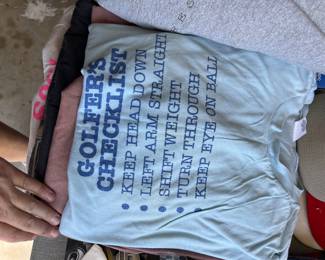 GOLFER'S
CHECKLIST
• KEEP HEAD DOWN
• LEFT ARM STRAIGHT
• SHIFT WEIGHT
• TURN THROUGH
• KEEP EYE ON BALL